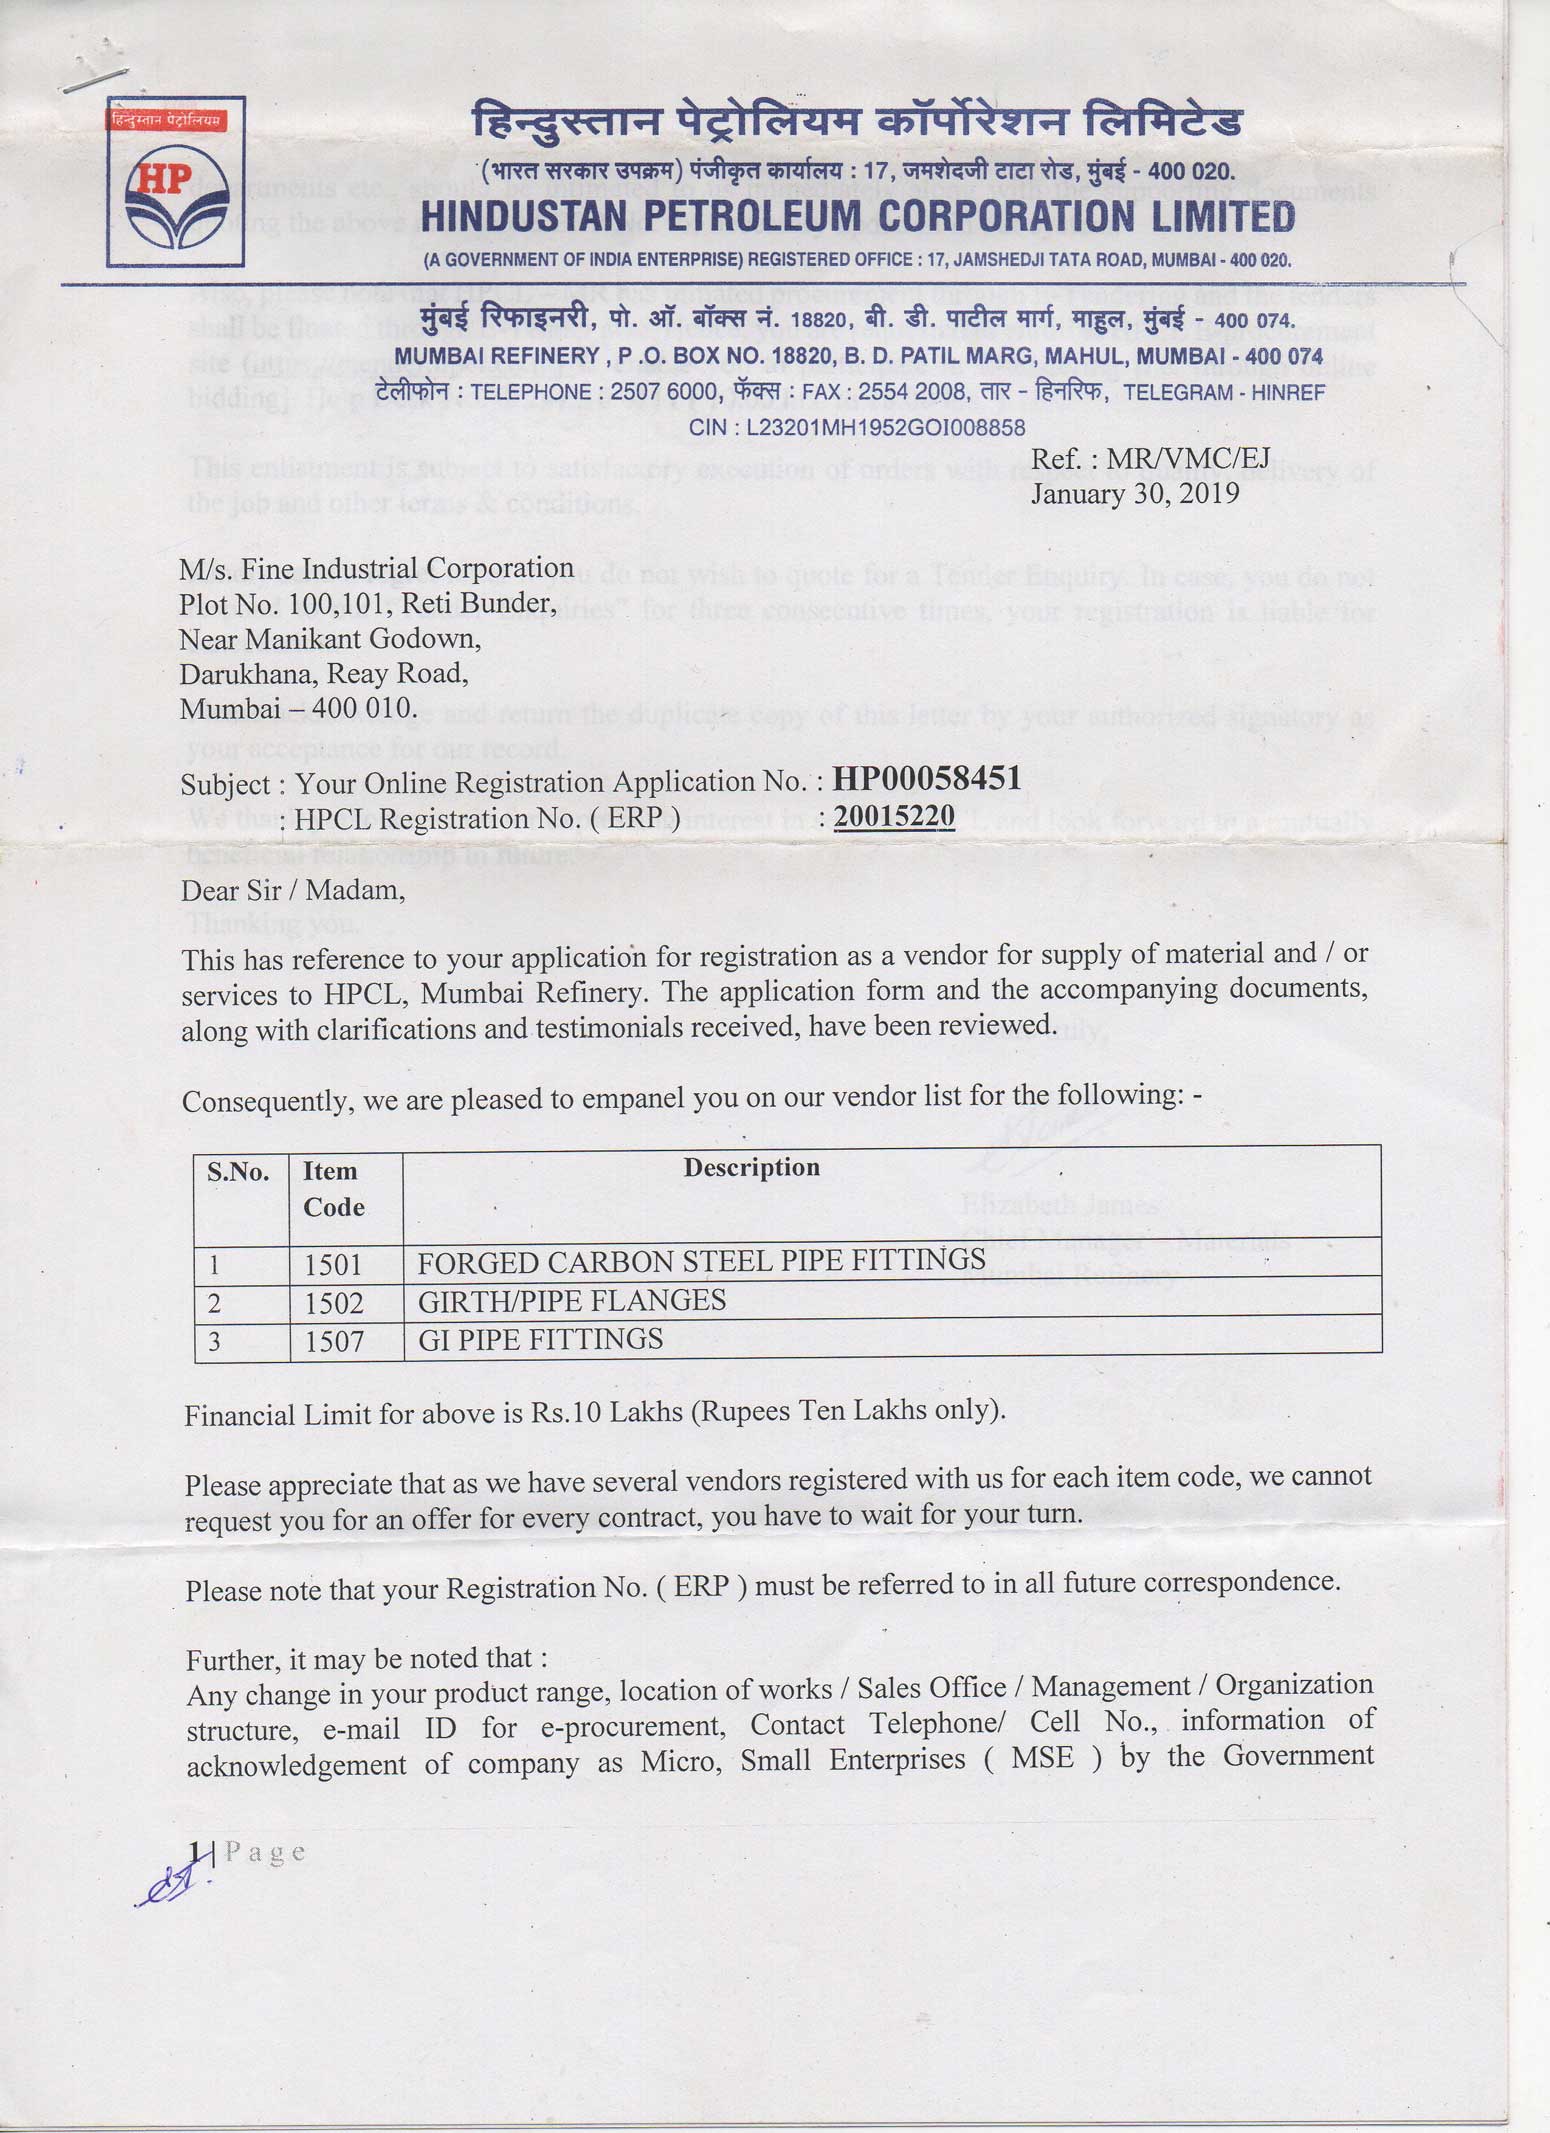 हिन्दुस्तान पेट्रोलियम
HP
हिन्दुस्तान पेट्रोलियम कॉर्पोरेशन लिमिटेड
(भारत सरकार उपक्रम) पंजीकृत कार्यालय : 17, जमशेदजी टाटा रोड, मुंबई - 400 020.
HINDUSTAN PETROLEUM CORPORATION LIMITED
(A GOVERNMENT OF INDIA ENTERPRISE) REGISTERED OFFICE : 17, JAMSHEDJI TATA ROAD, MUMBAI - 400 020.
मुंबई रिफाइनरी, पो. ऑ. बॉक्स नं. 18820, बी. डी. पाटील मार्ग, माहुल, मुंबई - 400 074.
MUMBAI REFINERY , P .O. BOX NO. 18820, B. D. PATIL MARG, MAHUL, MUMBAI - 400 074
टेलीफोन : TELEPHONE : 2507 6000, फॅक्स : FAX : 2554 2008, तार - हिनरिफ, TELEGRAM - HINREF
CIN : L23201MH1952GOI008858
Ref. : MR/VMC/EJ
January 30, 2019
M/s. Fine Industrial Corporation
Plot No. 100,101, Reti Bunder,
Near Manikant Godown,
Darukhana, Reay Road,
Mumbai – 400 010.
Subject : Your Online Registration Application No. : HP00058451
: HPCL Registration No. ( ERP ) : 20015220
Dear Sir / Madam,
This has reference to your application for registration as a vendor for supply of material and / or
services to HPCL, Mumbai Refinery. The application form and the accompanying documents,
along with clarifications and testimonials received, have been reviewed.
Consequently, we are pleased to empanel you on our vendor list for the following: -
S.No. Item Code Description
1 1501 FORGED CARBON STEEL PIPE FITTINGS
2 1502 GIRTH/PIPE FLANGES
3 1507 GI PIPE FITTINGS
Financial Limit for above is Rs.10 Lakhs (Rupees Ten Lakhs only).
Please appreciate that as we have several vendors registered with us for each item code, we cannot
request you for an offer for every contract, you have to wait for your turn.
Please note that your Registration No. ( ERP ) must be referred to in all future correspondence.
Further, it may be noted that :
Any change in your product range, location of works / Sales Office / Management / Organization
structure, e-mail ID for e-procurement, Contact Telephone/ Cell No., information of
acknowledgement of company as Micro, Small Enterprises ( MSE ) by the Government
1 | Page